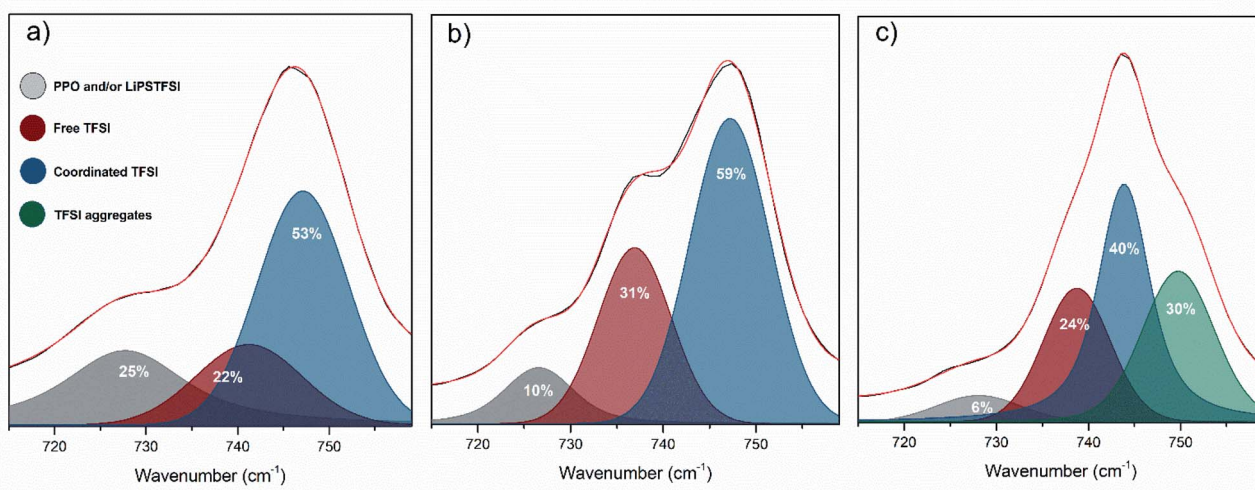 a)
PPO and/or LiPSTFSI
Free TFSI
Coordinated TFSI
TFSI aggregates
25%
22%
53%
720 730 740 750
Wavenumber (cm⁻¹)
b)
10%
31%
59%
720 730 740 750
Wavenumber (cm⁻¹)
c)
6%
24%
40%
30%
720 730 740 750
Wavenumber (cm⁻¹)